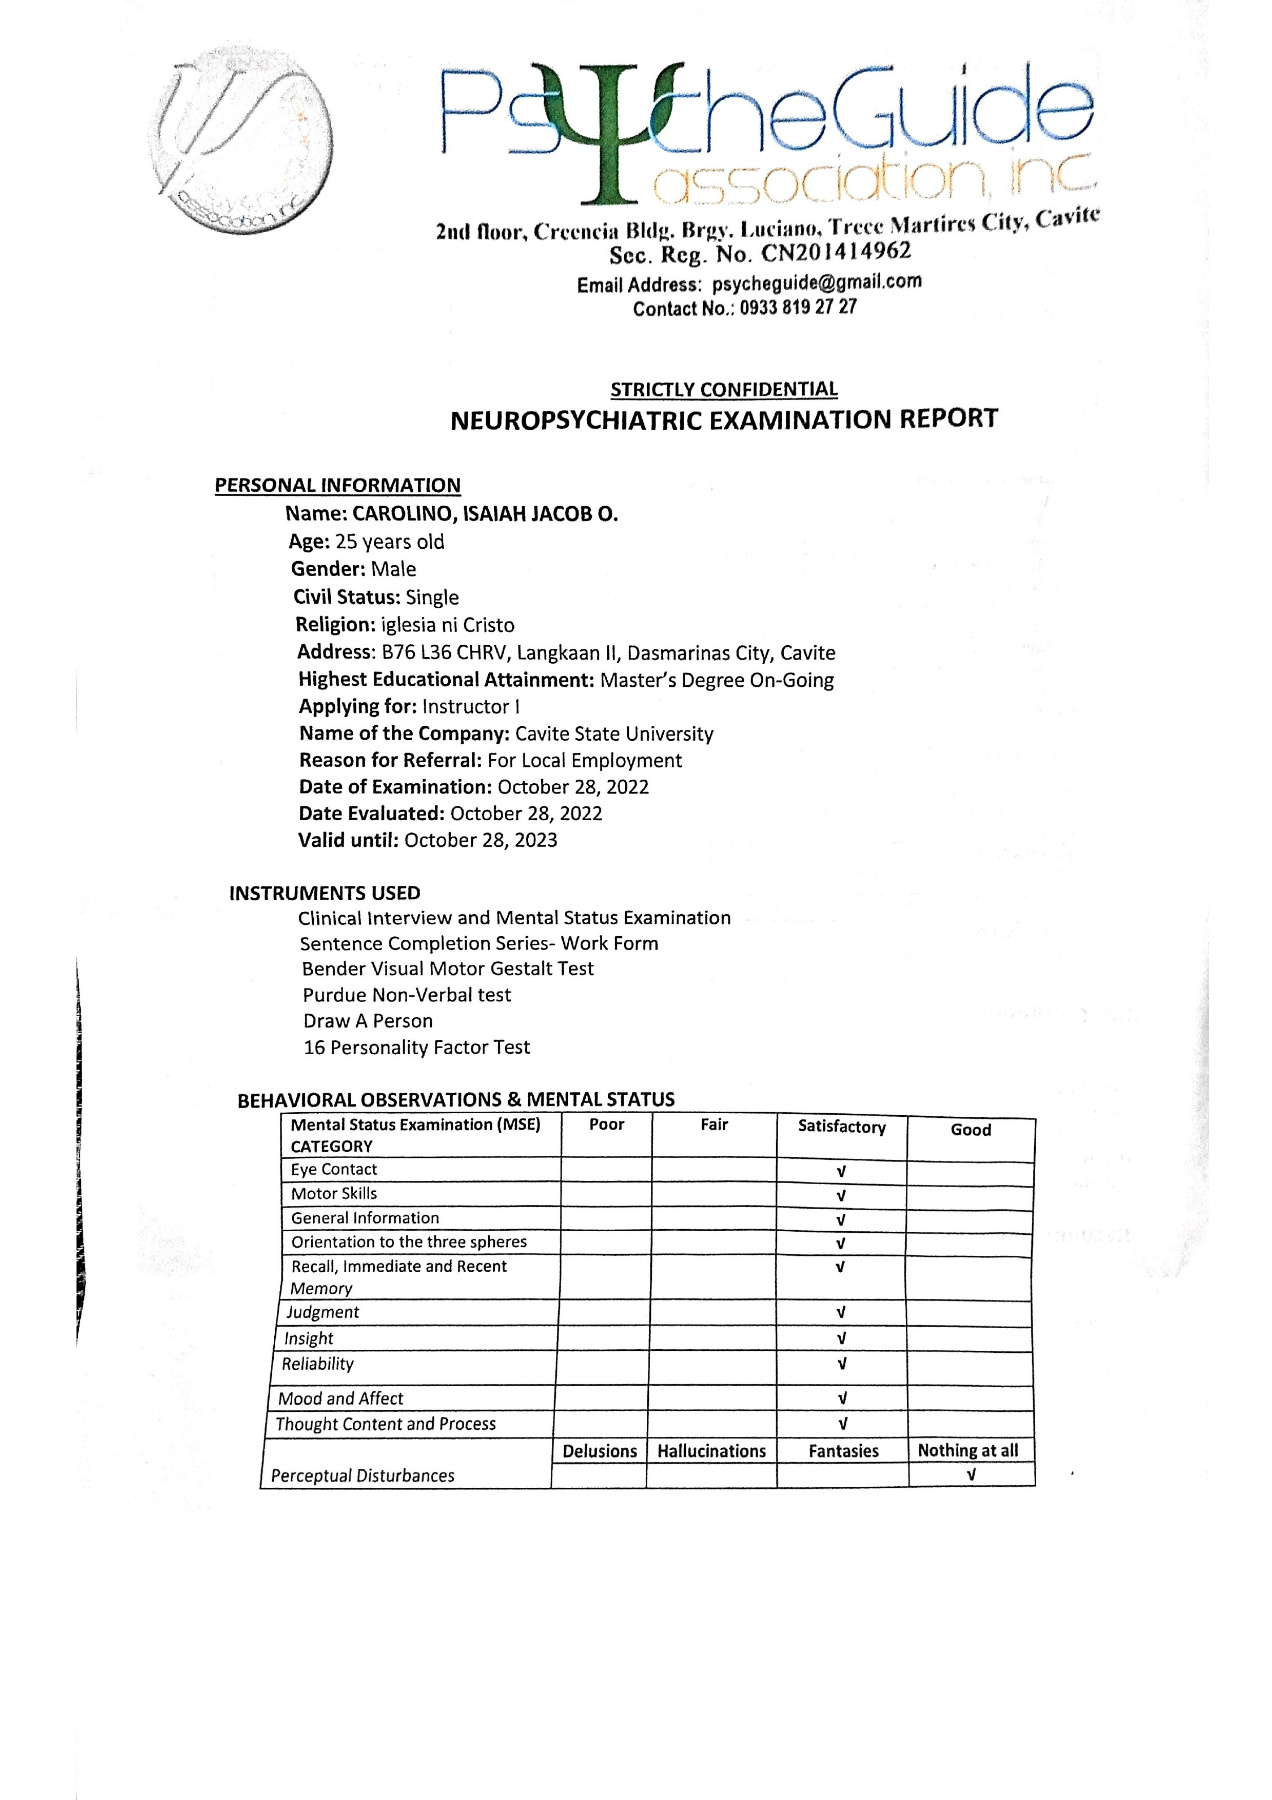 PsΨcheGuide
association, inc.
2nd floor, Creencia Bldg. Brgy. Luciano, Trece Martires City, Cavite
Sec. Reg. No. CN201414962
Email Address: psycheguide@gmail.com
Contact No.: 0933 819 27 27
STRICTLY CONFIDENTIAL
NEUROPSYCHIATRIC EXAMINATION REPORT
PERSONAL INFORMATION
Name: CAROLINO, ISAIAH JACOB O.
Age: 25 years old
Gender: Male
Civil Status: Single
Religion: iglesia ni Cristo
Address: B76 L36 CHRV, Langkaan II, Dasmarinas City, Cavite
Highest Educational Attainment: Master's Degree On-Going
Applying for: Instructor I
Name of the Company: Cavite State University
Reason for Referral: For Local Employment
Date of Examination: October 28, 2022
Date Evaluated: October 28, 2022
Valid until: October 28, 2023
INSTRUMENTS USED
Clinical Interview and Mental Status Examination
Sentence Completion Series- Work Form
Bender Visual Motor Gestalt Test
Purdue Non-Verbal test
Draw A Person
16 Personality Factor Test
BEHAVIORAL OBSERVATIONS & MENTAL STATUS
Mental Status Examination (MSE) Poor Fair Satisfactory Good
CATEGORY
Eye Contact √
Motor Skills √
General Information √
Orientation to the three spheres √
Recall, Immediate and Recent √
Memory
Judgment √
Insight √
Reliability √
Mood and Affect √
Thought Content and Process √
Delusions Hallucinations Fantasies Nothing at all
Perceptual Disturbances √